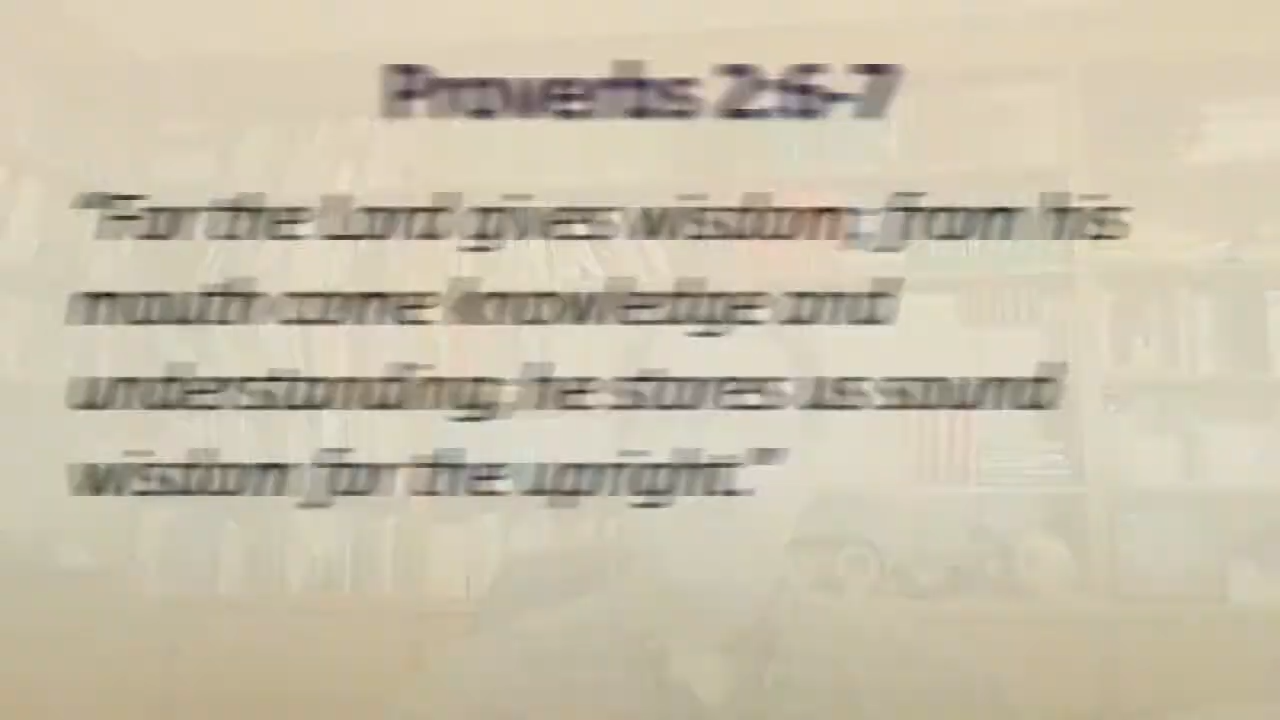 Proverbs 2:6-7
"For the Lord gives wisdom; from his
mouth come knowledge and
understanding; he stores us sound
wisdom for the upright."